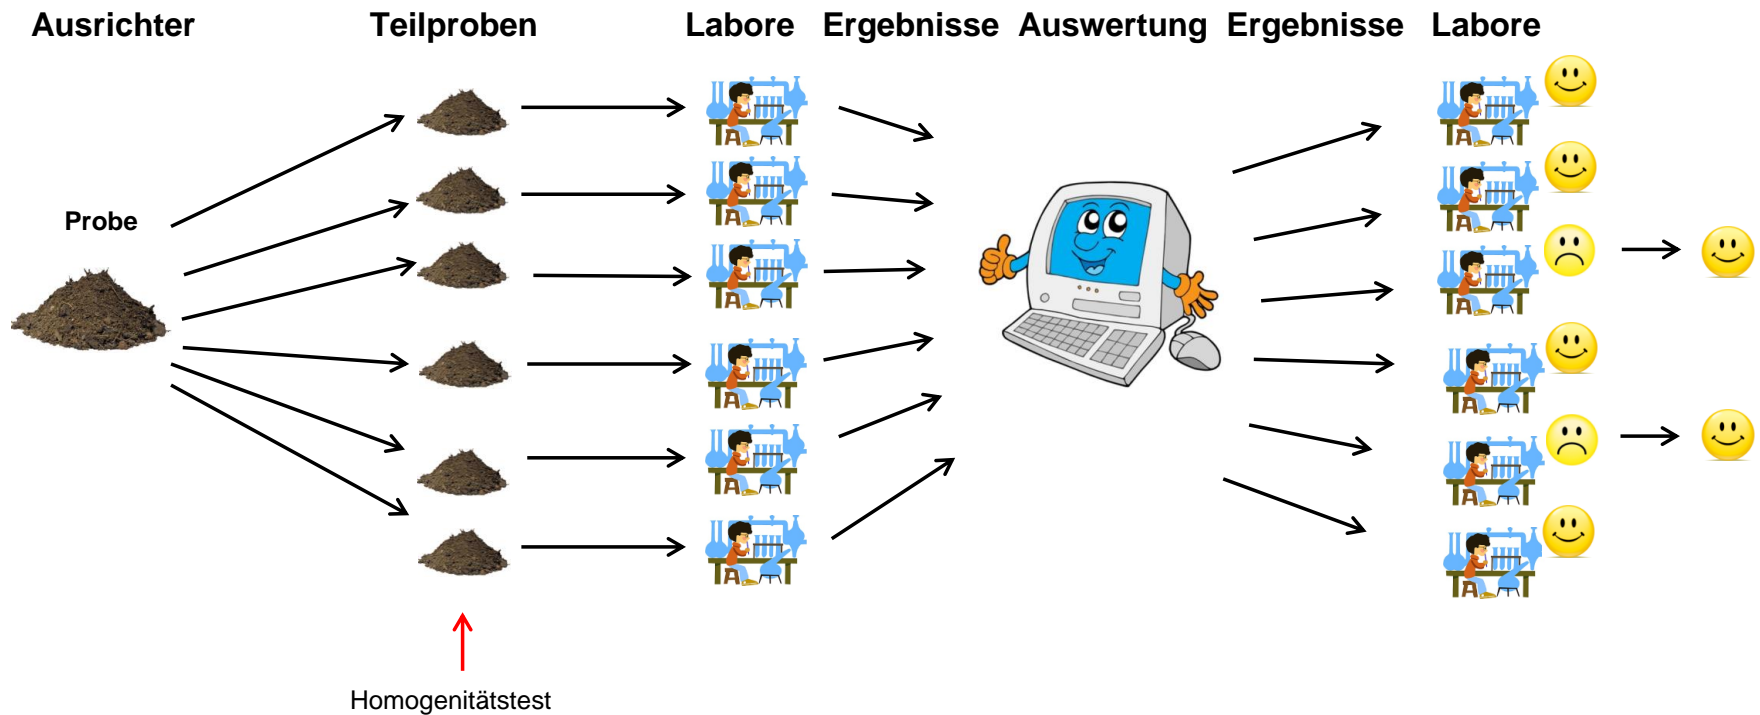 Ausrichter Teilproben Labore Ergebnisse Auswertung Ergebnisse Labore
Probe
Homogenitätstest